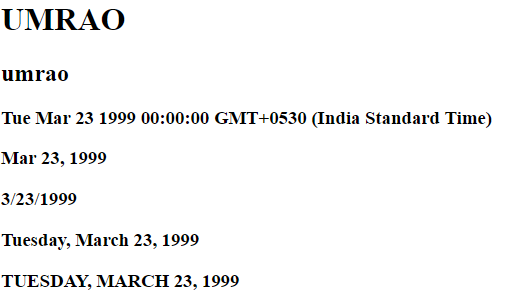 UMRAO
umrao
Tue Mar 23 1999 00:00:00 GMT+0530 (India Standard Time)
Mar 23, 1999
3/23/1999
Tuesday, March 23, 1999
TUESDAY, MARCH 23, 1999